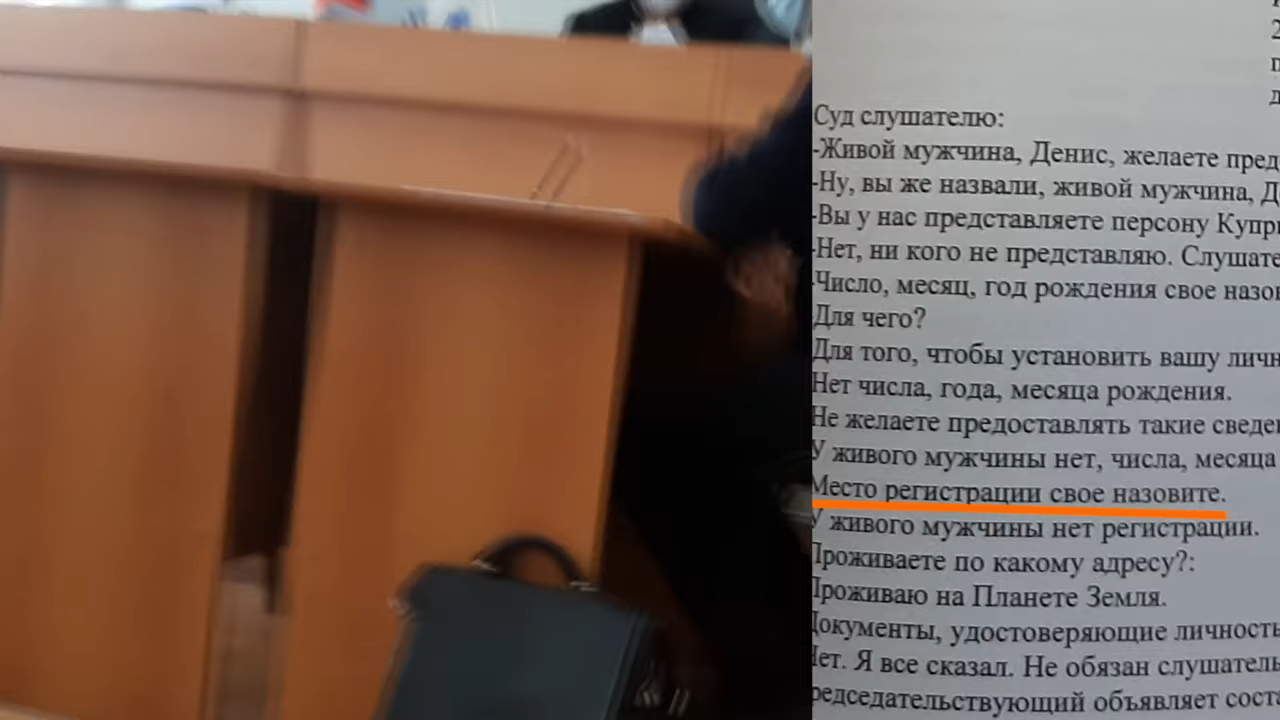 Суд слушателю:
-Живой мужчина, Денис, желаете пред
-Ну, вы же назвали, живой мужчина, Д
-Вы у нас представляете персону Купр
-Нет, ни кого не представляю. Слушате
-Число, месяц, год рождения свое назо
Для чего?
Для того, чтобы установить вашу личн
Нет числа, года, месяца рождения.
Не желаете предоставлять такие сведе
У живого мужчины нет, числа, месяца
Место регистрации свое назовите.
У живого мужчины нет регистрации.
Проживаете по какому адресу?:
Проживаю на Планете Земля.
Документы, удостоверяющие личность
Нет. Я все сказал. Не обязан слушатель
редседательствующий объявляет соста